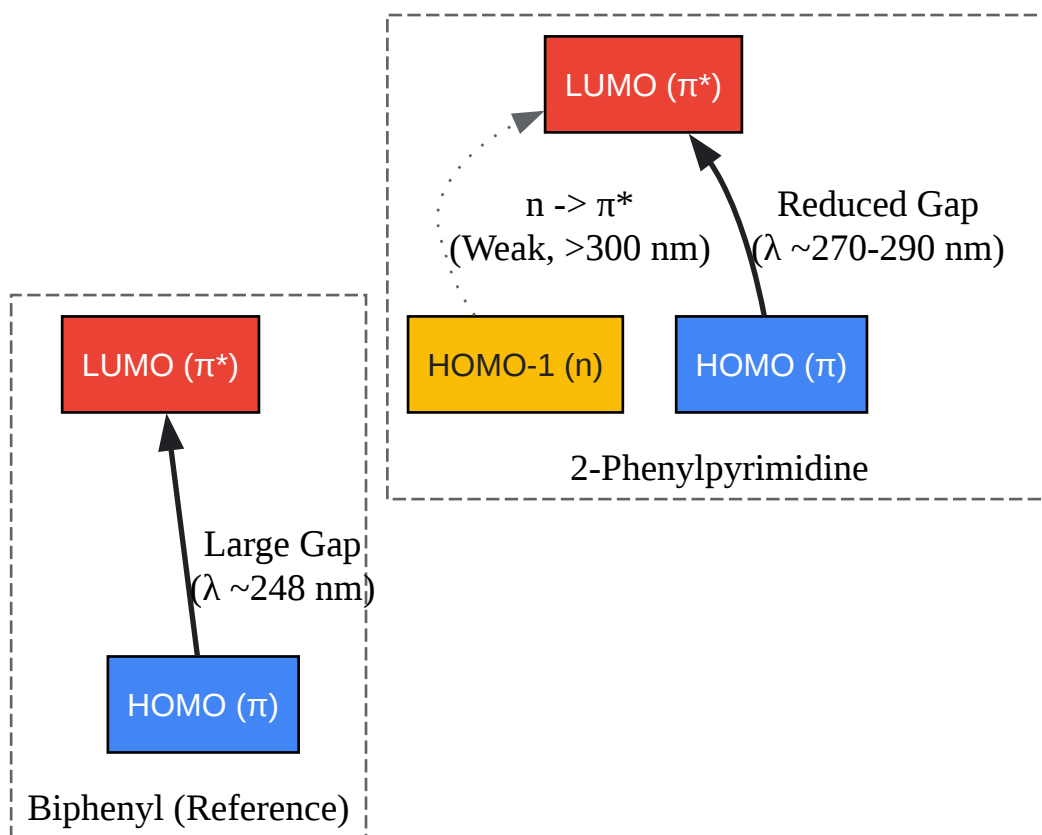 LUMO (π*)
n -> π*
(Weak, >300 nm)
Reduced Gap
(λ ~270-290 nm)
HOMO-1 (n)
HOMO (π)
2-Phenylpyrimidine
LUMO (π*)
Large Gap
(λ ~248 nm)
HOMO (π)
Biphenyl (Reference)